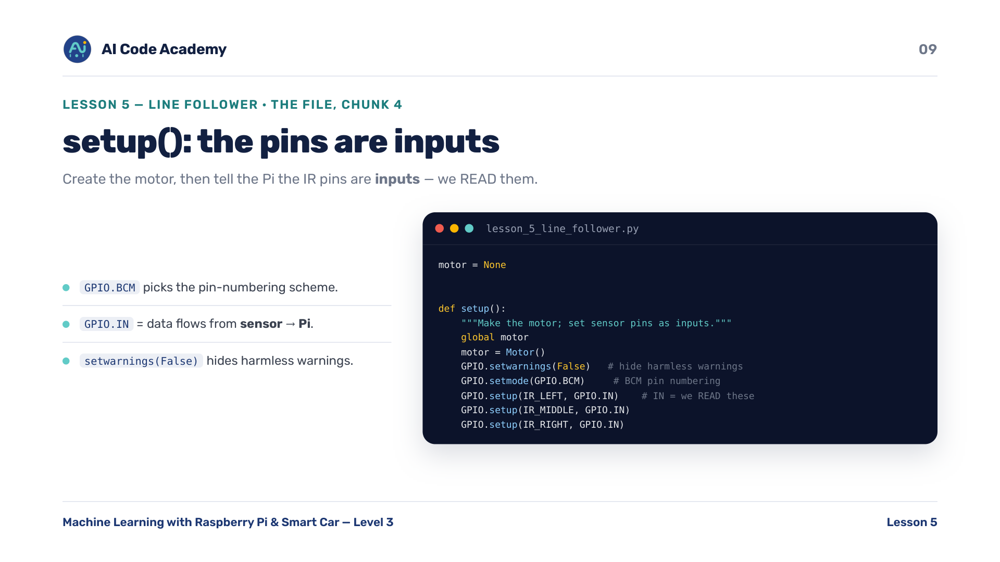 AI Code Academy
09
LESSON 5 — LINE FOLLOWER • THE FILE, CHUNK 4
setup(): the pins are inputs
Create the motor, then tell the Pi the IR pins are inputs — we READ them.
GPIO.BCM picks the pin-numbering scheme.
GPIO.IN = data flows from sensor → Pi.
setwarnings(False) hides harmless warnings.
lesson_5_line_follower.py
motor = None
def setup():
    """Make the motor; set sensor pins as inputs."""
    global motor
    motor = Motor()
    GPIO.setwarnings(False)   # hide harmless warnings
    GPIO.setmode(GPIO.BCM)     # BCM pin numbering
    GPIO.setup(IR_LEFT, GPIO.IN)    # IN = we READ these
    GPIO.setup(IR_MIDDLE, GPIO.IN)
    GPIO.setup(IR_RIGHT, GPIO.IN)
Machine Learning with Raspberry Pi & Smart Car — Level 3
Lesson 5